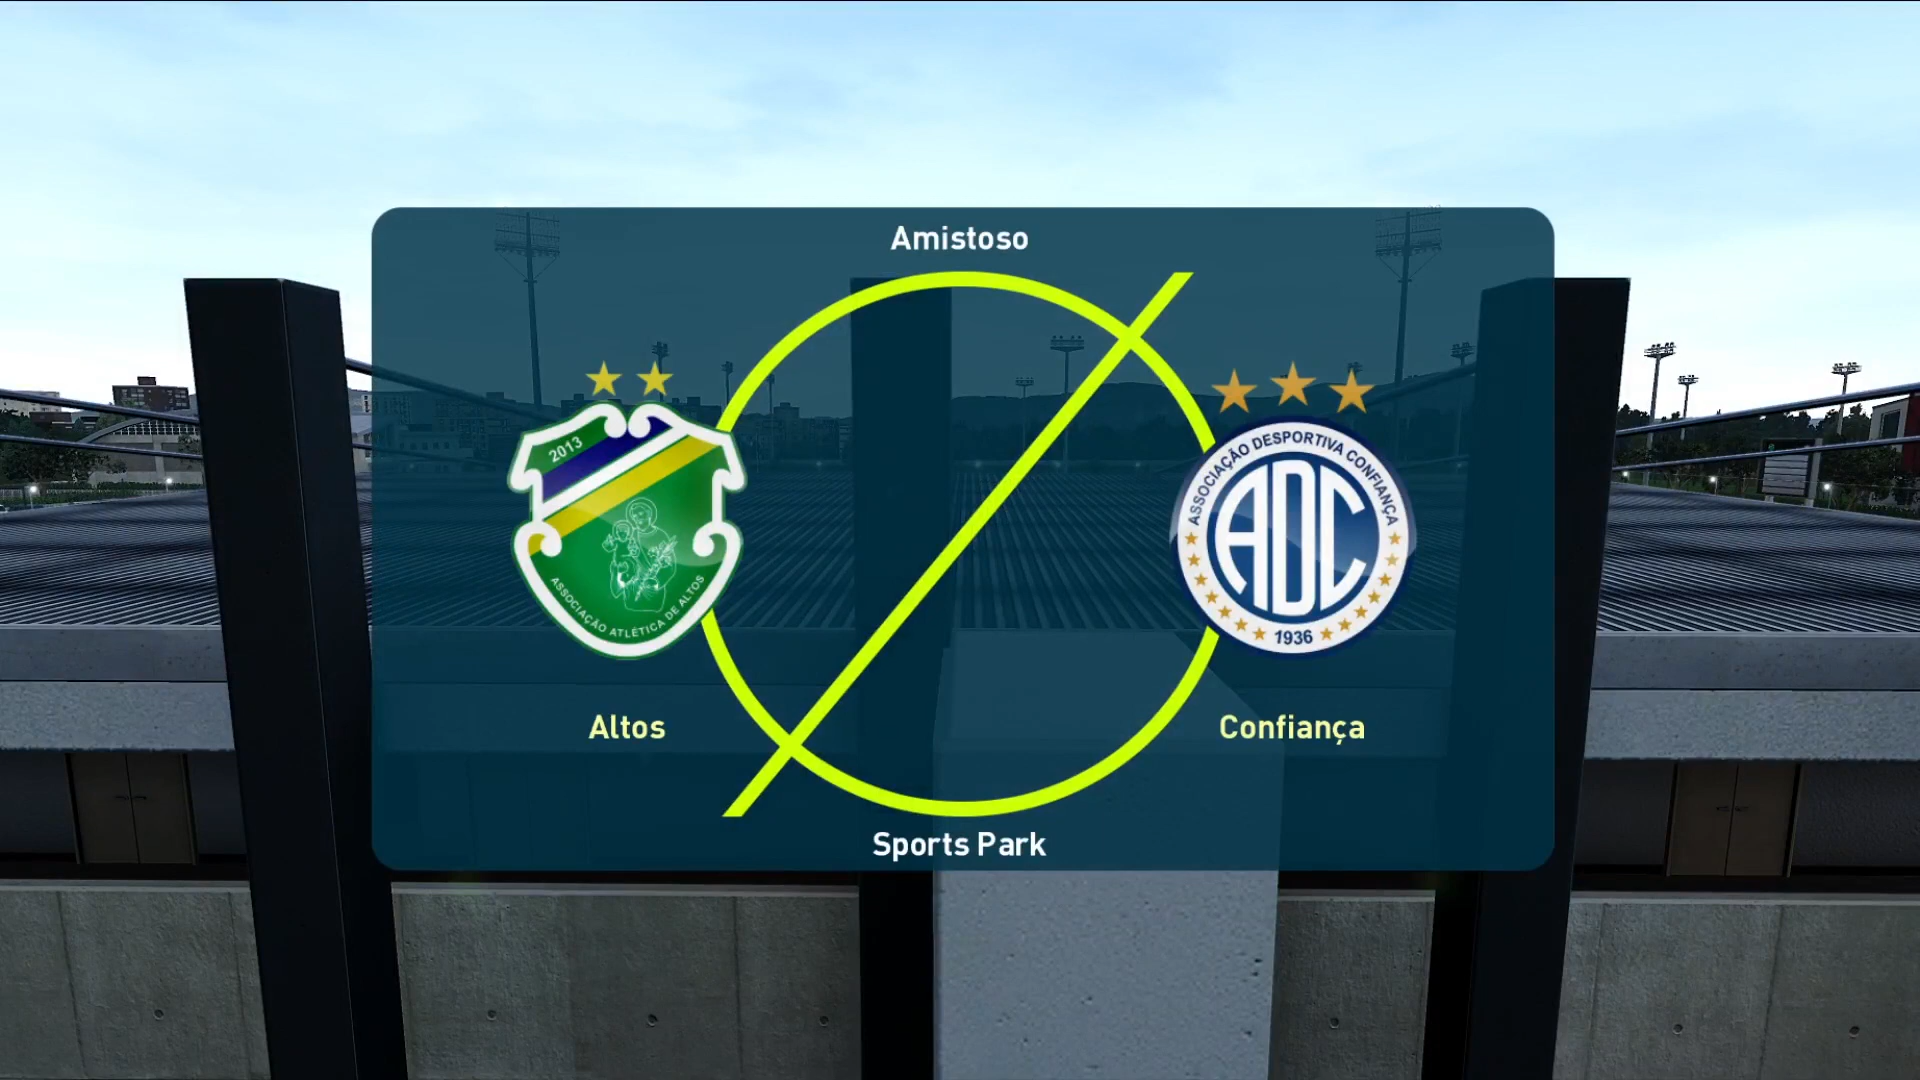 Amistoso
2013
ASSOCIAÇÃO ATLÉTICA DE ALTOS
ASSOCIAÇÃO DESPORTIVA CONFIANÇA
ADC
1936
Altos
Confiança
Sports Park